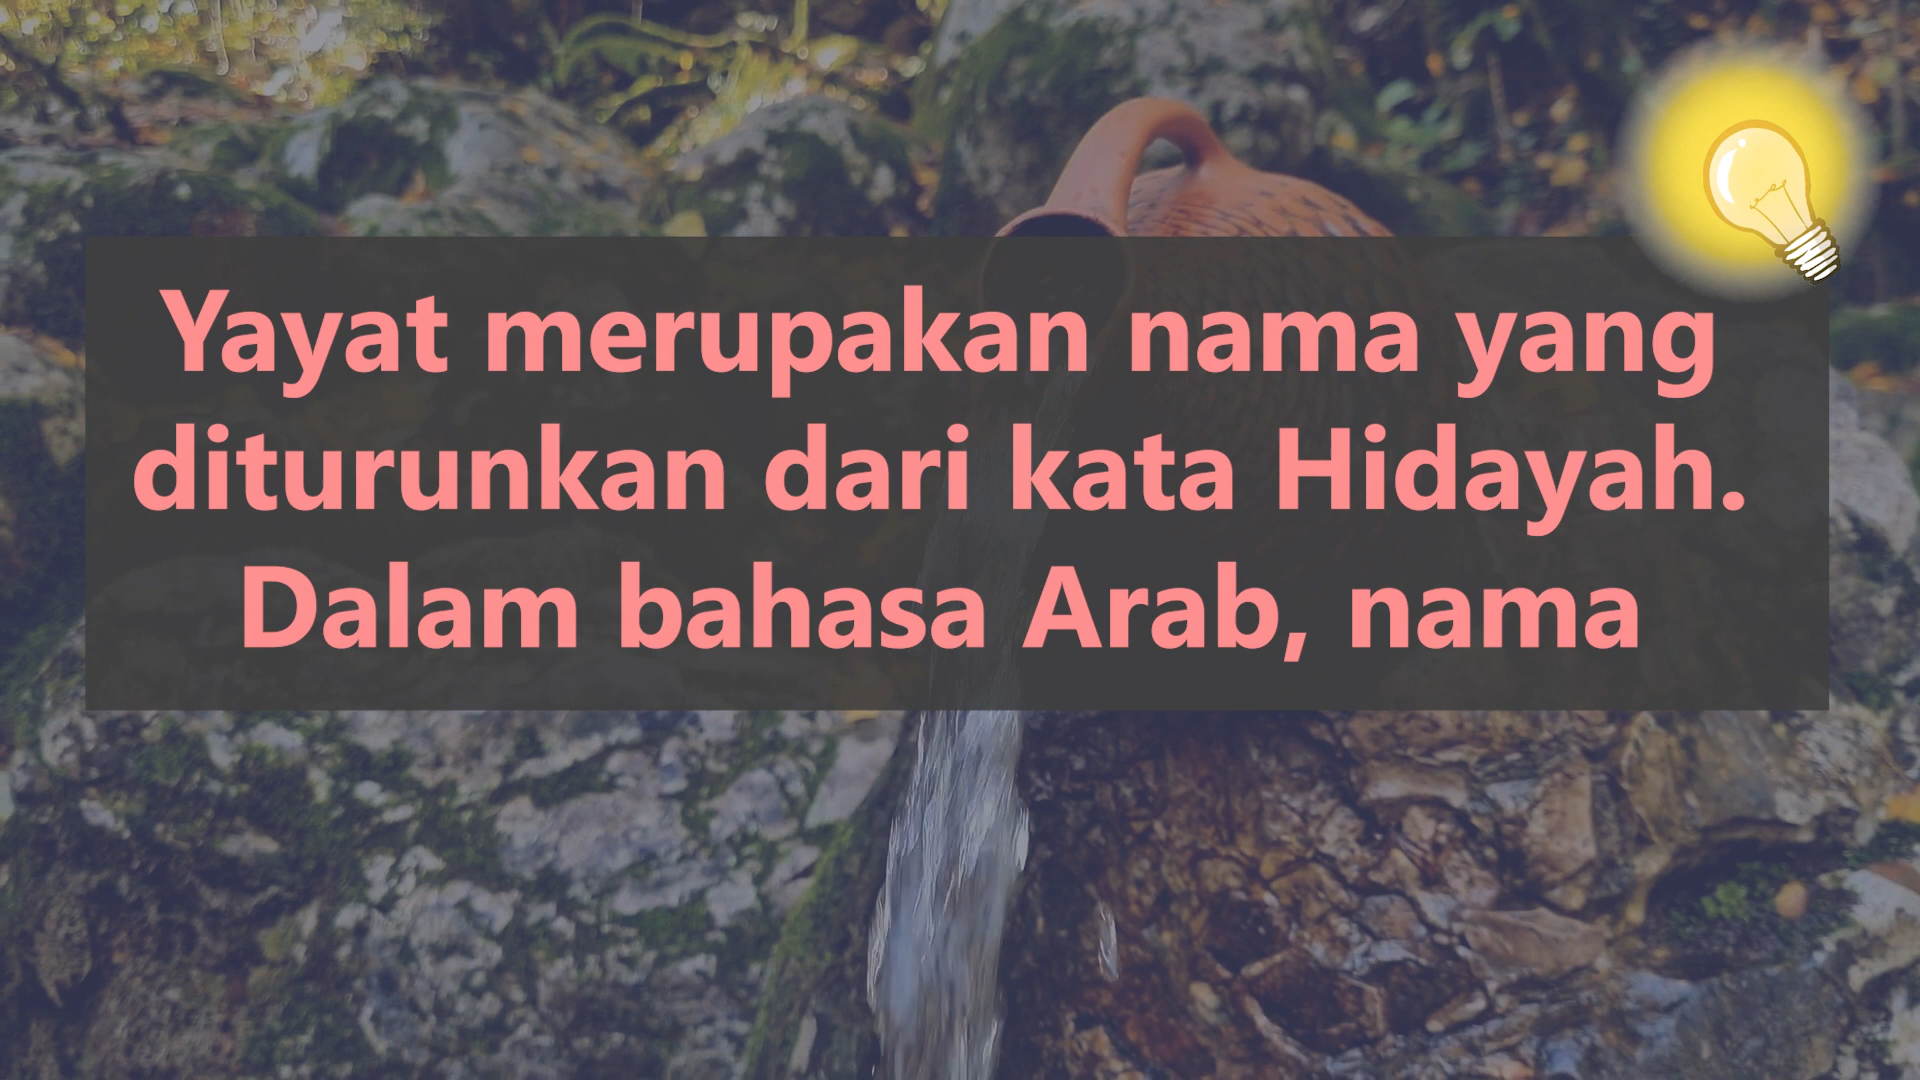 Yayat merupakan nama yang
diturunkan dari kata Hidayah.
Dalam bahasa Arab, nama